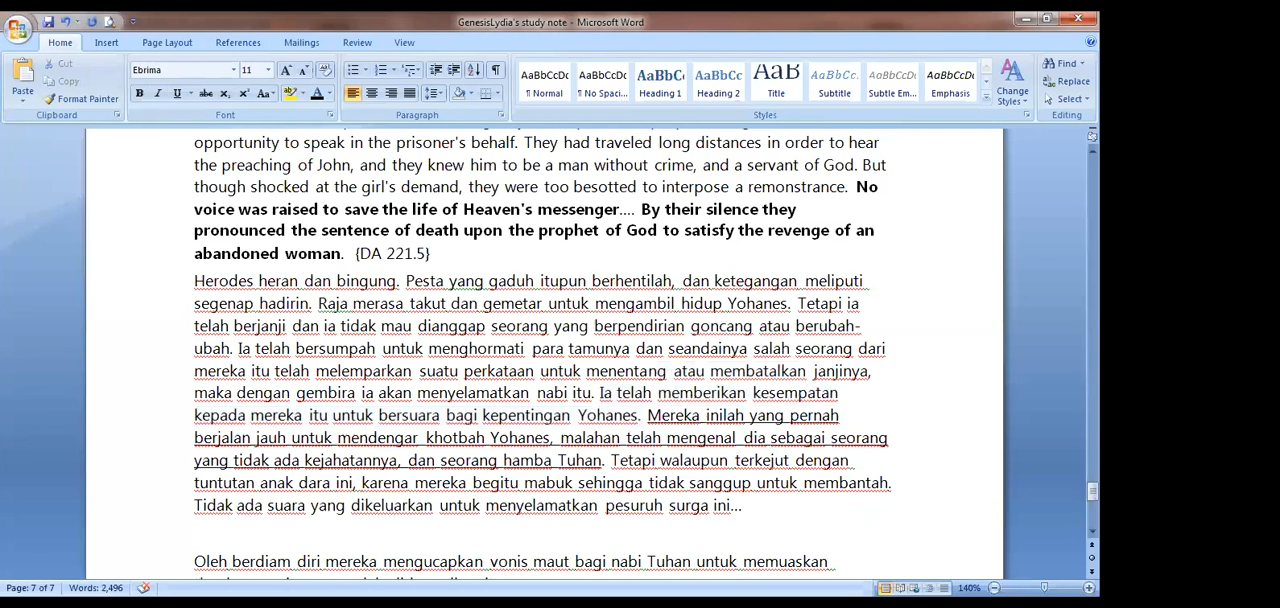 GenesisLydia's study note - Microsoft Word
Home Insert Page Layout References Mailings Review View
Cut
Copy
Format Painter
Paste
Clipboard
Ebrima 11
Font
Paragraph
AaBbCcDc AaBbCcDc AaBbCc AaBbCc AaB AaBbCc. AaBbCcDc AaBbCcDc
¶ Normal ¶ No Spaci... Heading 1 Heading 2 Title Subtitle Subtle Em... Emphasis
Change
Styles
Styles
Find
Replace
Select
Editing
opportunity to speak in the prisoner's behalf. They had traveled long distances in order to hear
the preaching of John, and they knew him to be a man without crime, and a servant of God. But
though shocked at the girl's demand, they were too besotted to interpose a remonstrance. No
voice was raised to save the life of Heaven's messenger.... By their silence they
pronounced the sentence of death upon the prophet of God to satisfy the revenge of an
abandoned woman. {DA 221.5}
Herodes heran dan bingung. Pesta yang gaduh itupun berhentilah, dan ketegangan meliputi
segenap hadirin. Raja merasa takut dan gemetar untuk mengambil hidup Yohanes. Tetapi ia
telah berjanji dan ia tidak mau dianggap seorang yang berpendirian goncang atau berubah-
ubah. Ia telah bersumpah untuk menghormati para tamunya dan seandainya salah seorang dari
mereka itu telah melemparkan suatu perkataan untuk menentang atau membatalkan janjinya,
maka dengan gembira ia akan menyelamatkan nabi itu. Ia telah memberikan kesempatan
kepada mereka itu untuk bersuara bagi kepentingan Yohanes. Mereka inilah yang pernah
berjalan jauh untuk mendengar khotbah Yohanes, malahan telah mengenal dia sebagai seorang
yang tidak ada kejahatannya, dan seorang hamba Tuhan. Tetapi walaupun terkejut dengan
tuntutan anak dara ini, karena mereka begitu mabuk sehingga tidak sanggup untuk membantah.
Tidak ada suara yang dikeluarkan untuk menyelamatkan pesuruh surga ini...
Oleh berdiam diri mereka mengucapkan vonis maut bagi nabi Tuhan untuk memuaskan
Page: 7 of 7 Words: 2,496 140%